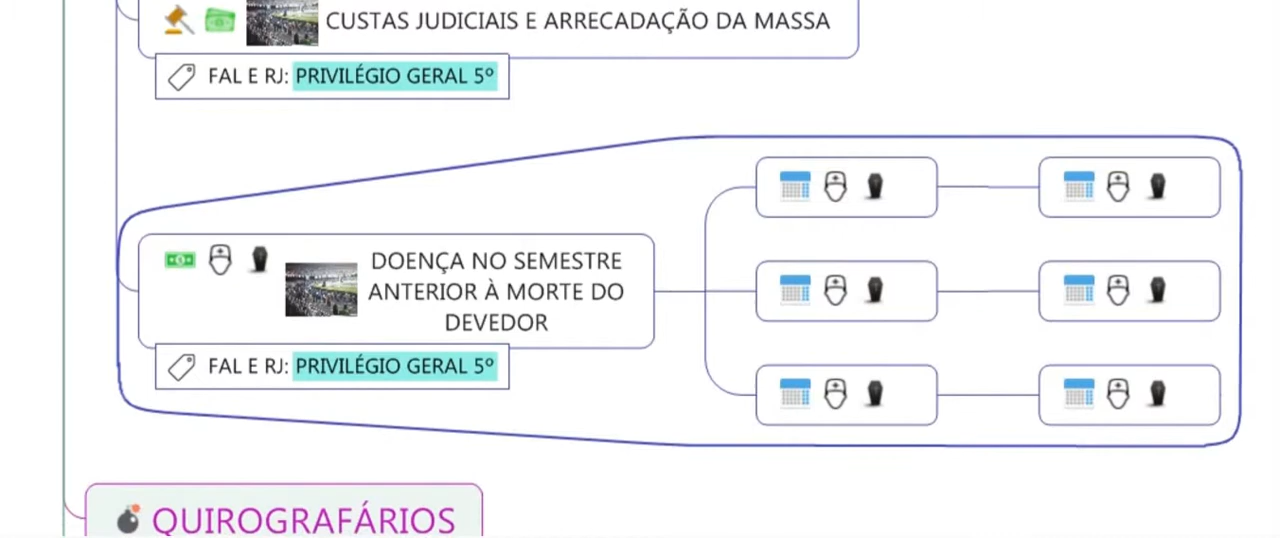 CUSTAS JUDICIAIS E ARRECADAÇÃO DA MASSA
FAL E RJ: PRIVILÉGIO GERAL 5º
DOENÇA NO SEMESTRE
ANTERIOR À MORTE DO
DEVEDOR
FAL E RJ: PRIVILÉGIO GERAL 5º
QUIROGRAFÁRIOS